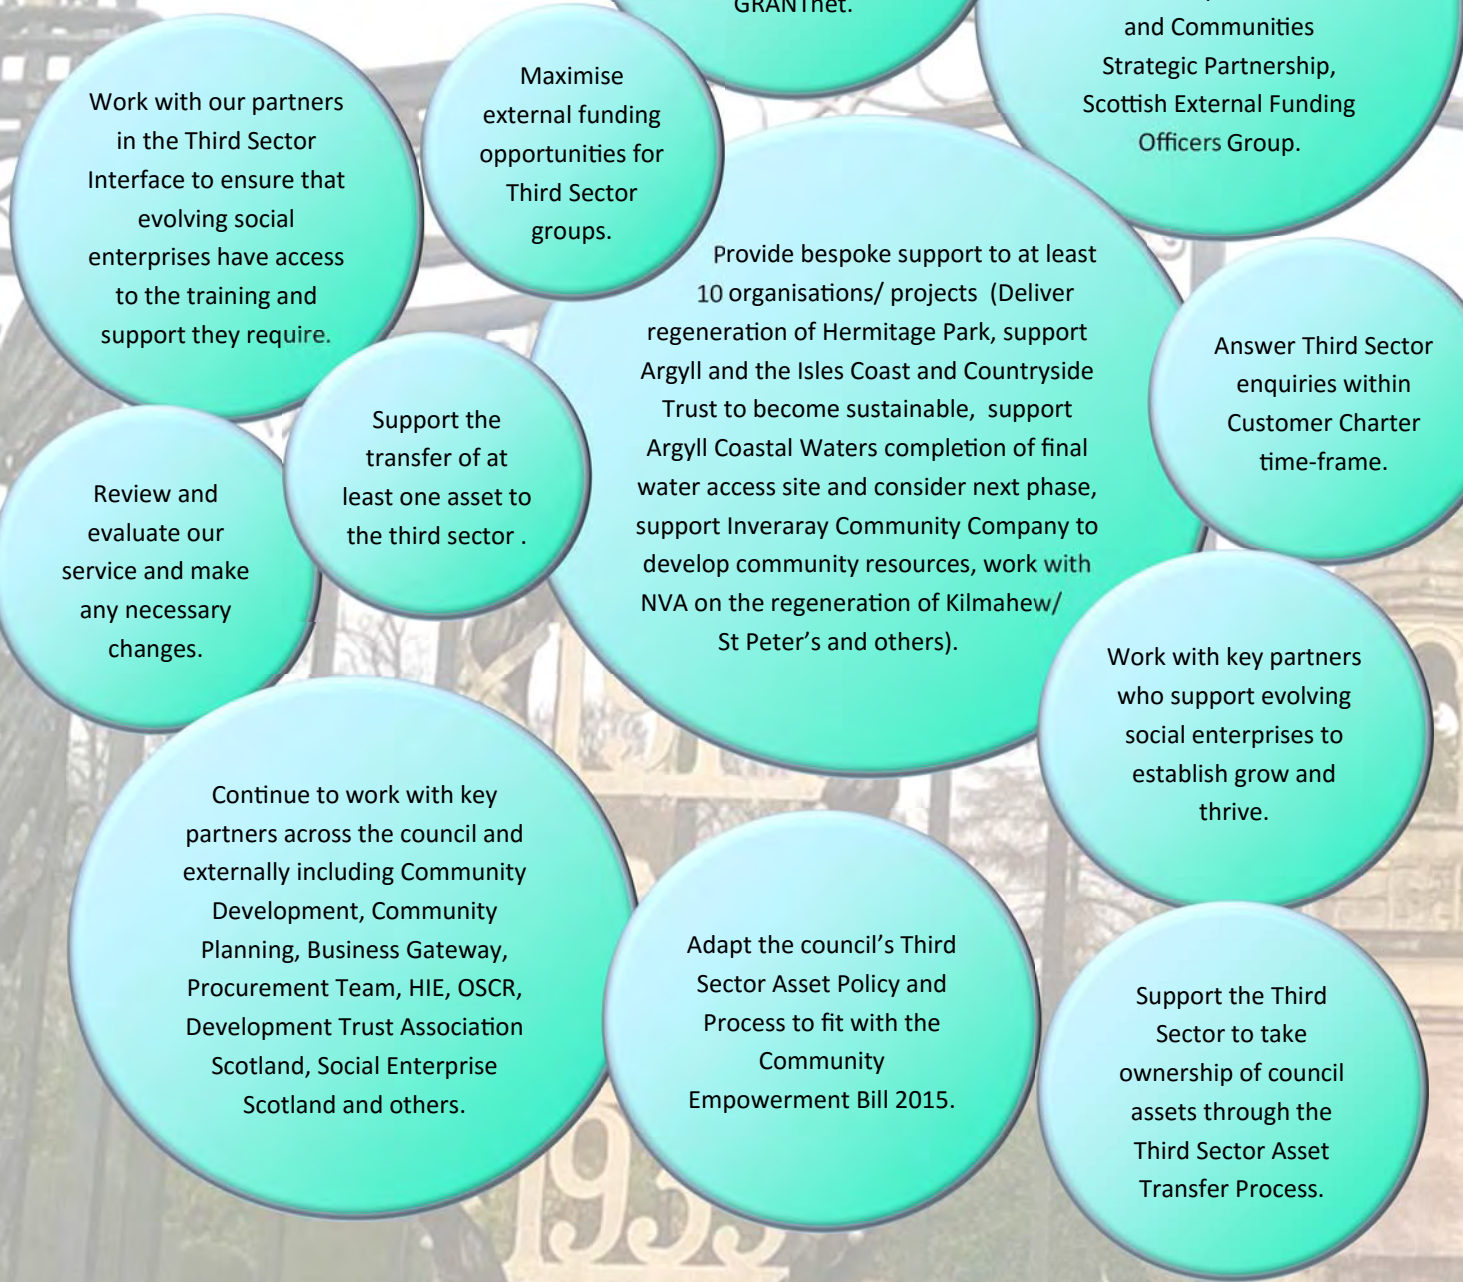 GRANTnet.
and Communities
Strategic Partnership,
Scottish External Funding
Officers Group.
Work with our partners
in the Third Sector
Interface to ensure that
evolving social
enterprises have access
to the training and
support they require.
Maximise
external funding
opportunities for
Third Sector
groups.
Provide bespoke support to at least
10 organisations/ projects (Deliver
regeneration of Hermitage Park, support
Argyll and the Isles Coast and Countryside
Trust to become sustainable, support
Argyll Coastal Waters completion of final
water access site and consider next phase,
support Inveraray Community Company to
develop community resources, work with
NVA on the regeneration of Kilmahew/
St Peter’s and others).
Answer Third Sector
enquiries within
Customer Charter
time-frame.
Support the
transfer of at
least one asset to
the third sector .
Review and
evaluate our
service and make
any necessary
changes.
Work with key partners
who support evolving
social enterprises to
establish grow and
thrive.
Continue to work with key
partners across the council and
externally including Community
Development, Community
Planning, Business Gateway,
Procurement Team, HIE, OSCR,
Development Trust Association
Scotland, Social Enterprise
Scotland and others.
Adapt the council’s Third
Sector Asset Policy and
Process to fit with the
Community
Empowerment Bill 2015.
Support the Third
Sector to take
ownership of council
assets through the
Third Sector Asset
Transfer Process.